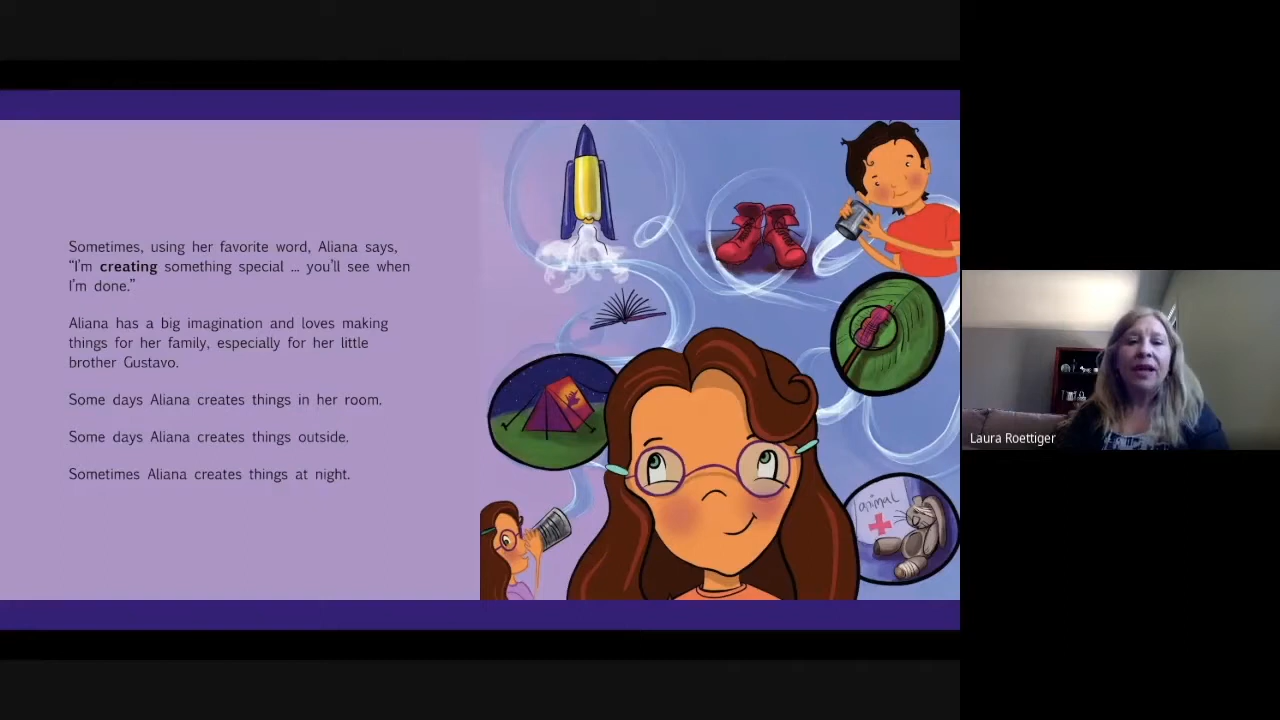 Sometimes, using her favorite word, Aliana says,
“I’m creating something special ... you’ll see when
I’m done.”
Aliana has a big imagination and loves making
things for her family, especially for her little
brother Gustavo.
Some days Aliana creates things in her room.
Some days Aliana creates things outside.
Sometimes Aliana creates things at night.
animal
Laura Roettiger